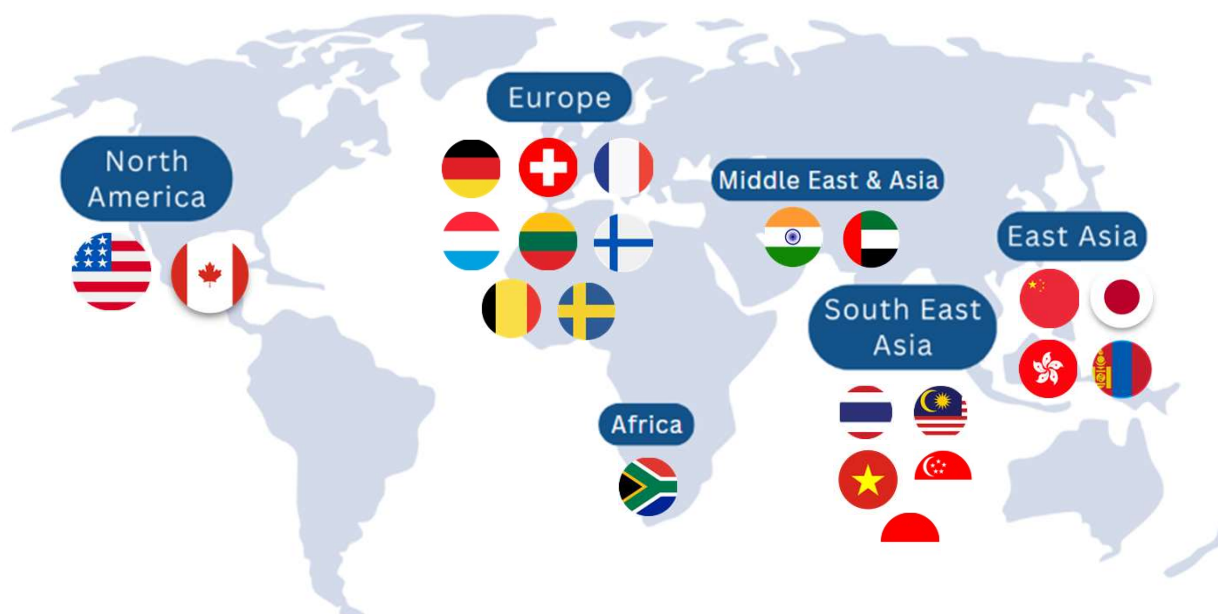 Europe
North
America
Middle East & Asia
East Asia
South East
Asia
Africa